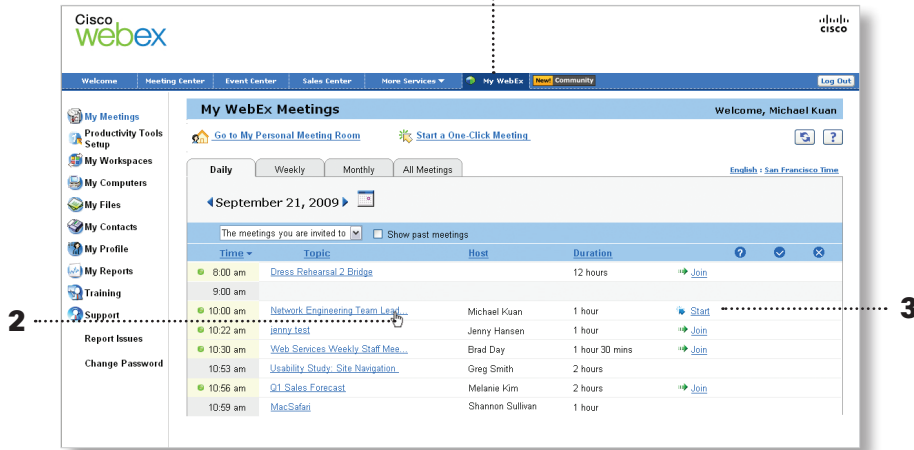 Cisco
webex
cisco
Welcome Meeting Center Event Center Sales Center More Services ▼ My WebEx New! Community Log Out
My Meetings
Productivity Tools
Setup
My Workspaces
My Computers
My Files
My Contacts
My Profile
My Reports
Training
Support
Report Issues
Change Password
My WebEx Meetings Welcome, Michael Kuan
Go to My Personal Meeting Room Start a One-Click Meeting ?
Daily Weekly Monthly All Meetings English : San Francisco Time
September 21, 2009
The meetings you are invited to Show past meetings
Time Topic Host Duration ?
8:00 am Dress Rehearsal 2 Bridge 12 hours Join
9:00 am
10:00 am Network Engineering Team Lead... Michael Kuan 1 hour Start
10:22 am jenny test Jenny Hansen 1 hour Join
10:30 am Web Services Weekly Staff Mee... Brad Day 1 hour 30 mins Join
10:53 am Usability Study: Site Navigation Greg Smith 2 hours
10:56 am Q1 Sales Forecast Melanie Kim 2 hours Join
10:59 am MacSafari Shannon Sullivan 1 hour
2
3